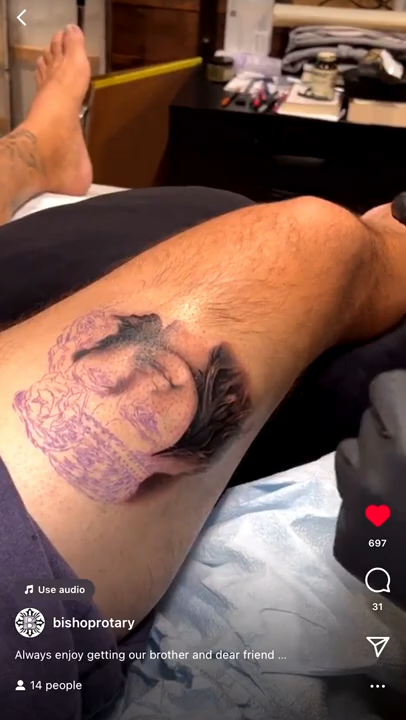 Use audio
697
bishoprotary
31
Always enjoy getting our brother and dear friend ...
14 people